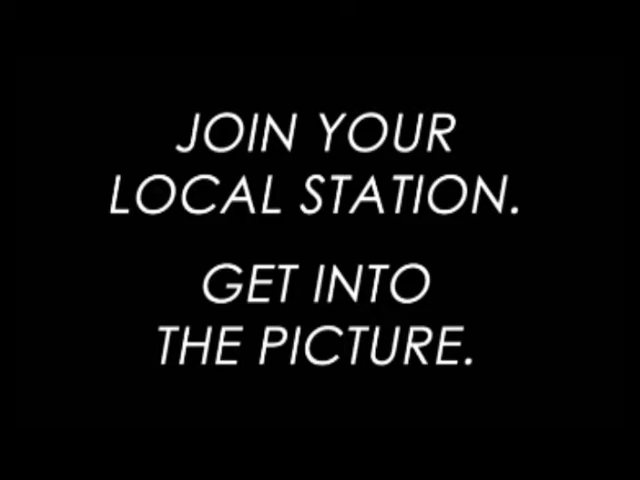 JOIN YOUR
LOCAL STATION.
GET INTO
THE PICTURE.